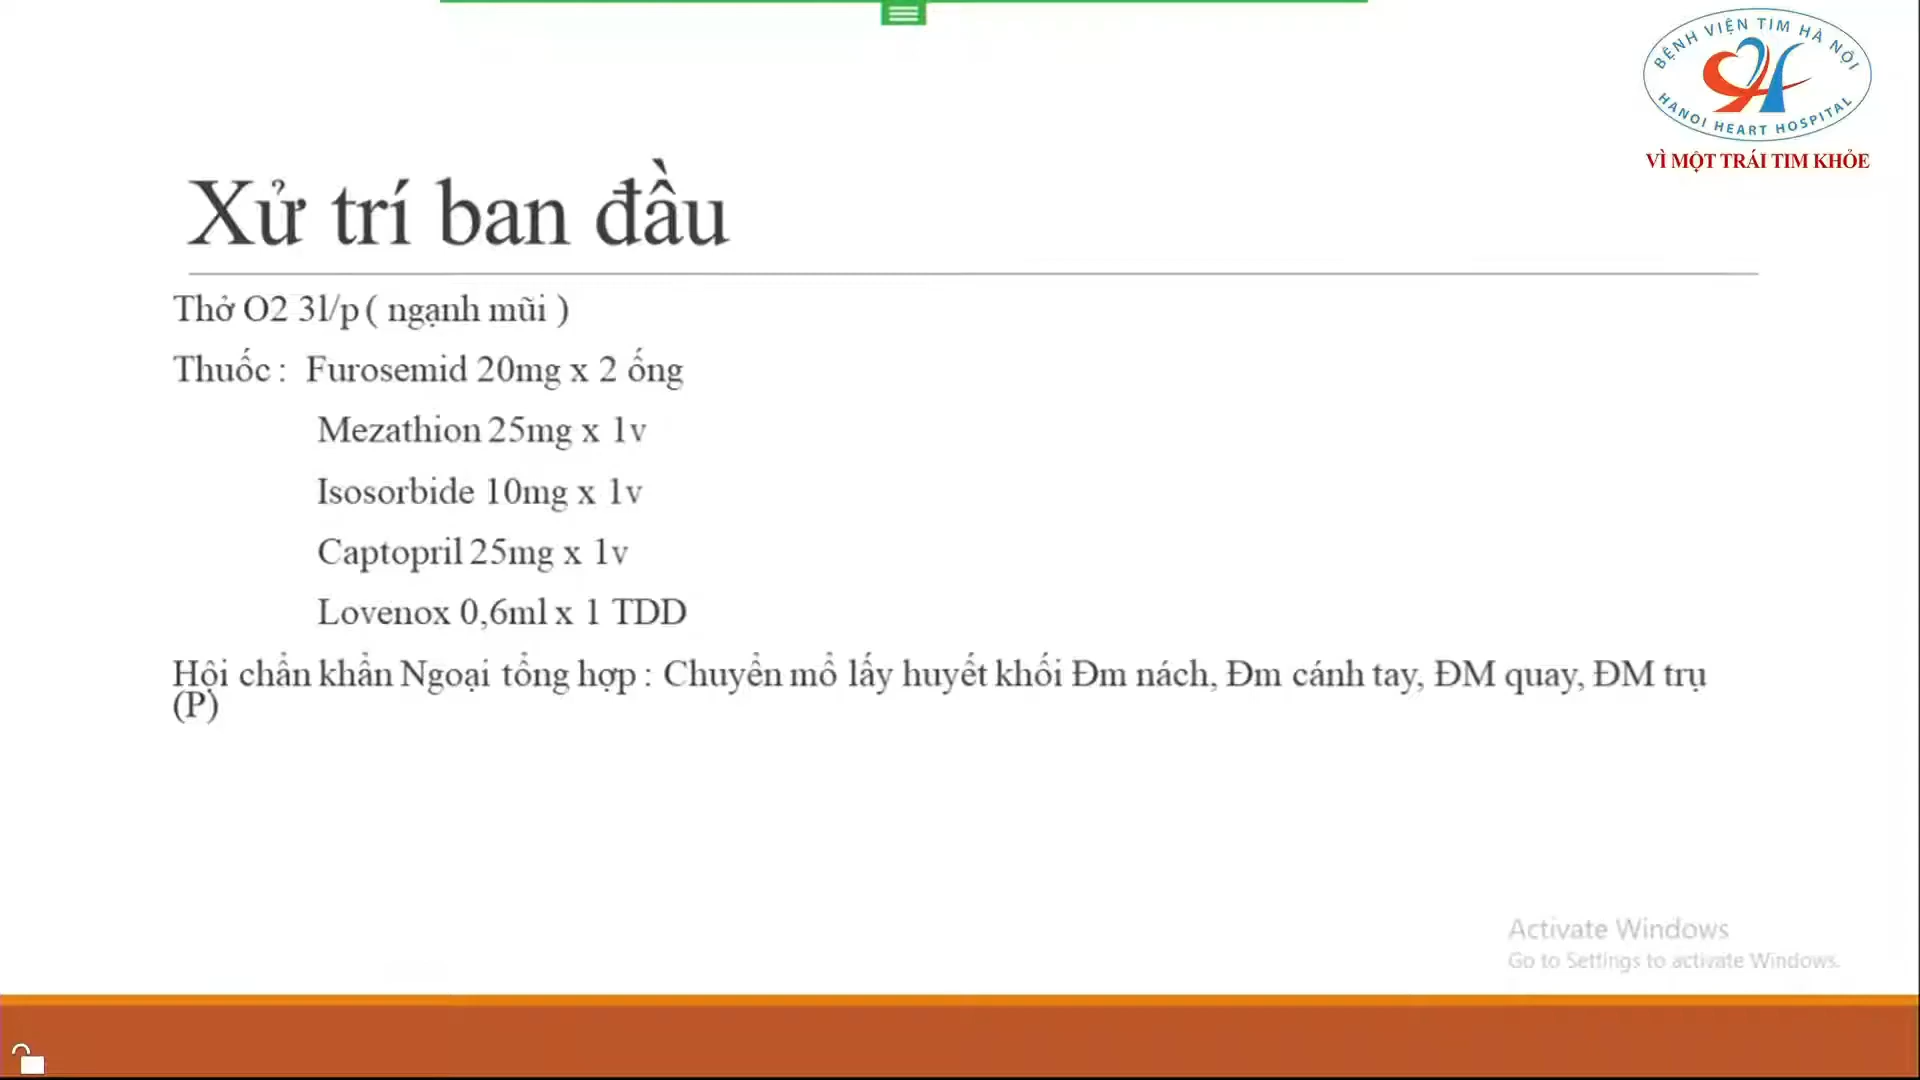 BỆNH VIỆN TIM HÀ NỘI
HANOI HEART HOSPITAL
VÌ MỘT TRÁI TIM KHỎE
Xử trí ban đầu
Thở O2 3l/p ( ngạnh mũi )
Thuốc : Furosemid 20mg x 2 ống
Mezathion 25mg x 1v
Isosorbide 10mg x 1v
Captopril 25mg x 1v
Lovenox 0,6ml x 1 TDD
Hội chẩn khẩn Ngoại tổng hợp : Chuyển mổ lấy huyết khối Đm nách, Đm cánh tay, ĐM quay, ĐM trụ
(P)
Activate Windows
Go to Settings to activate Windows.